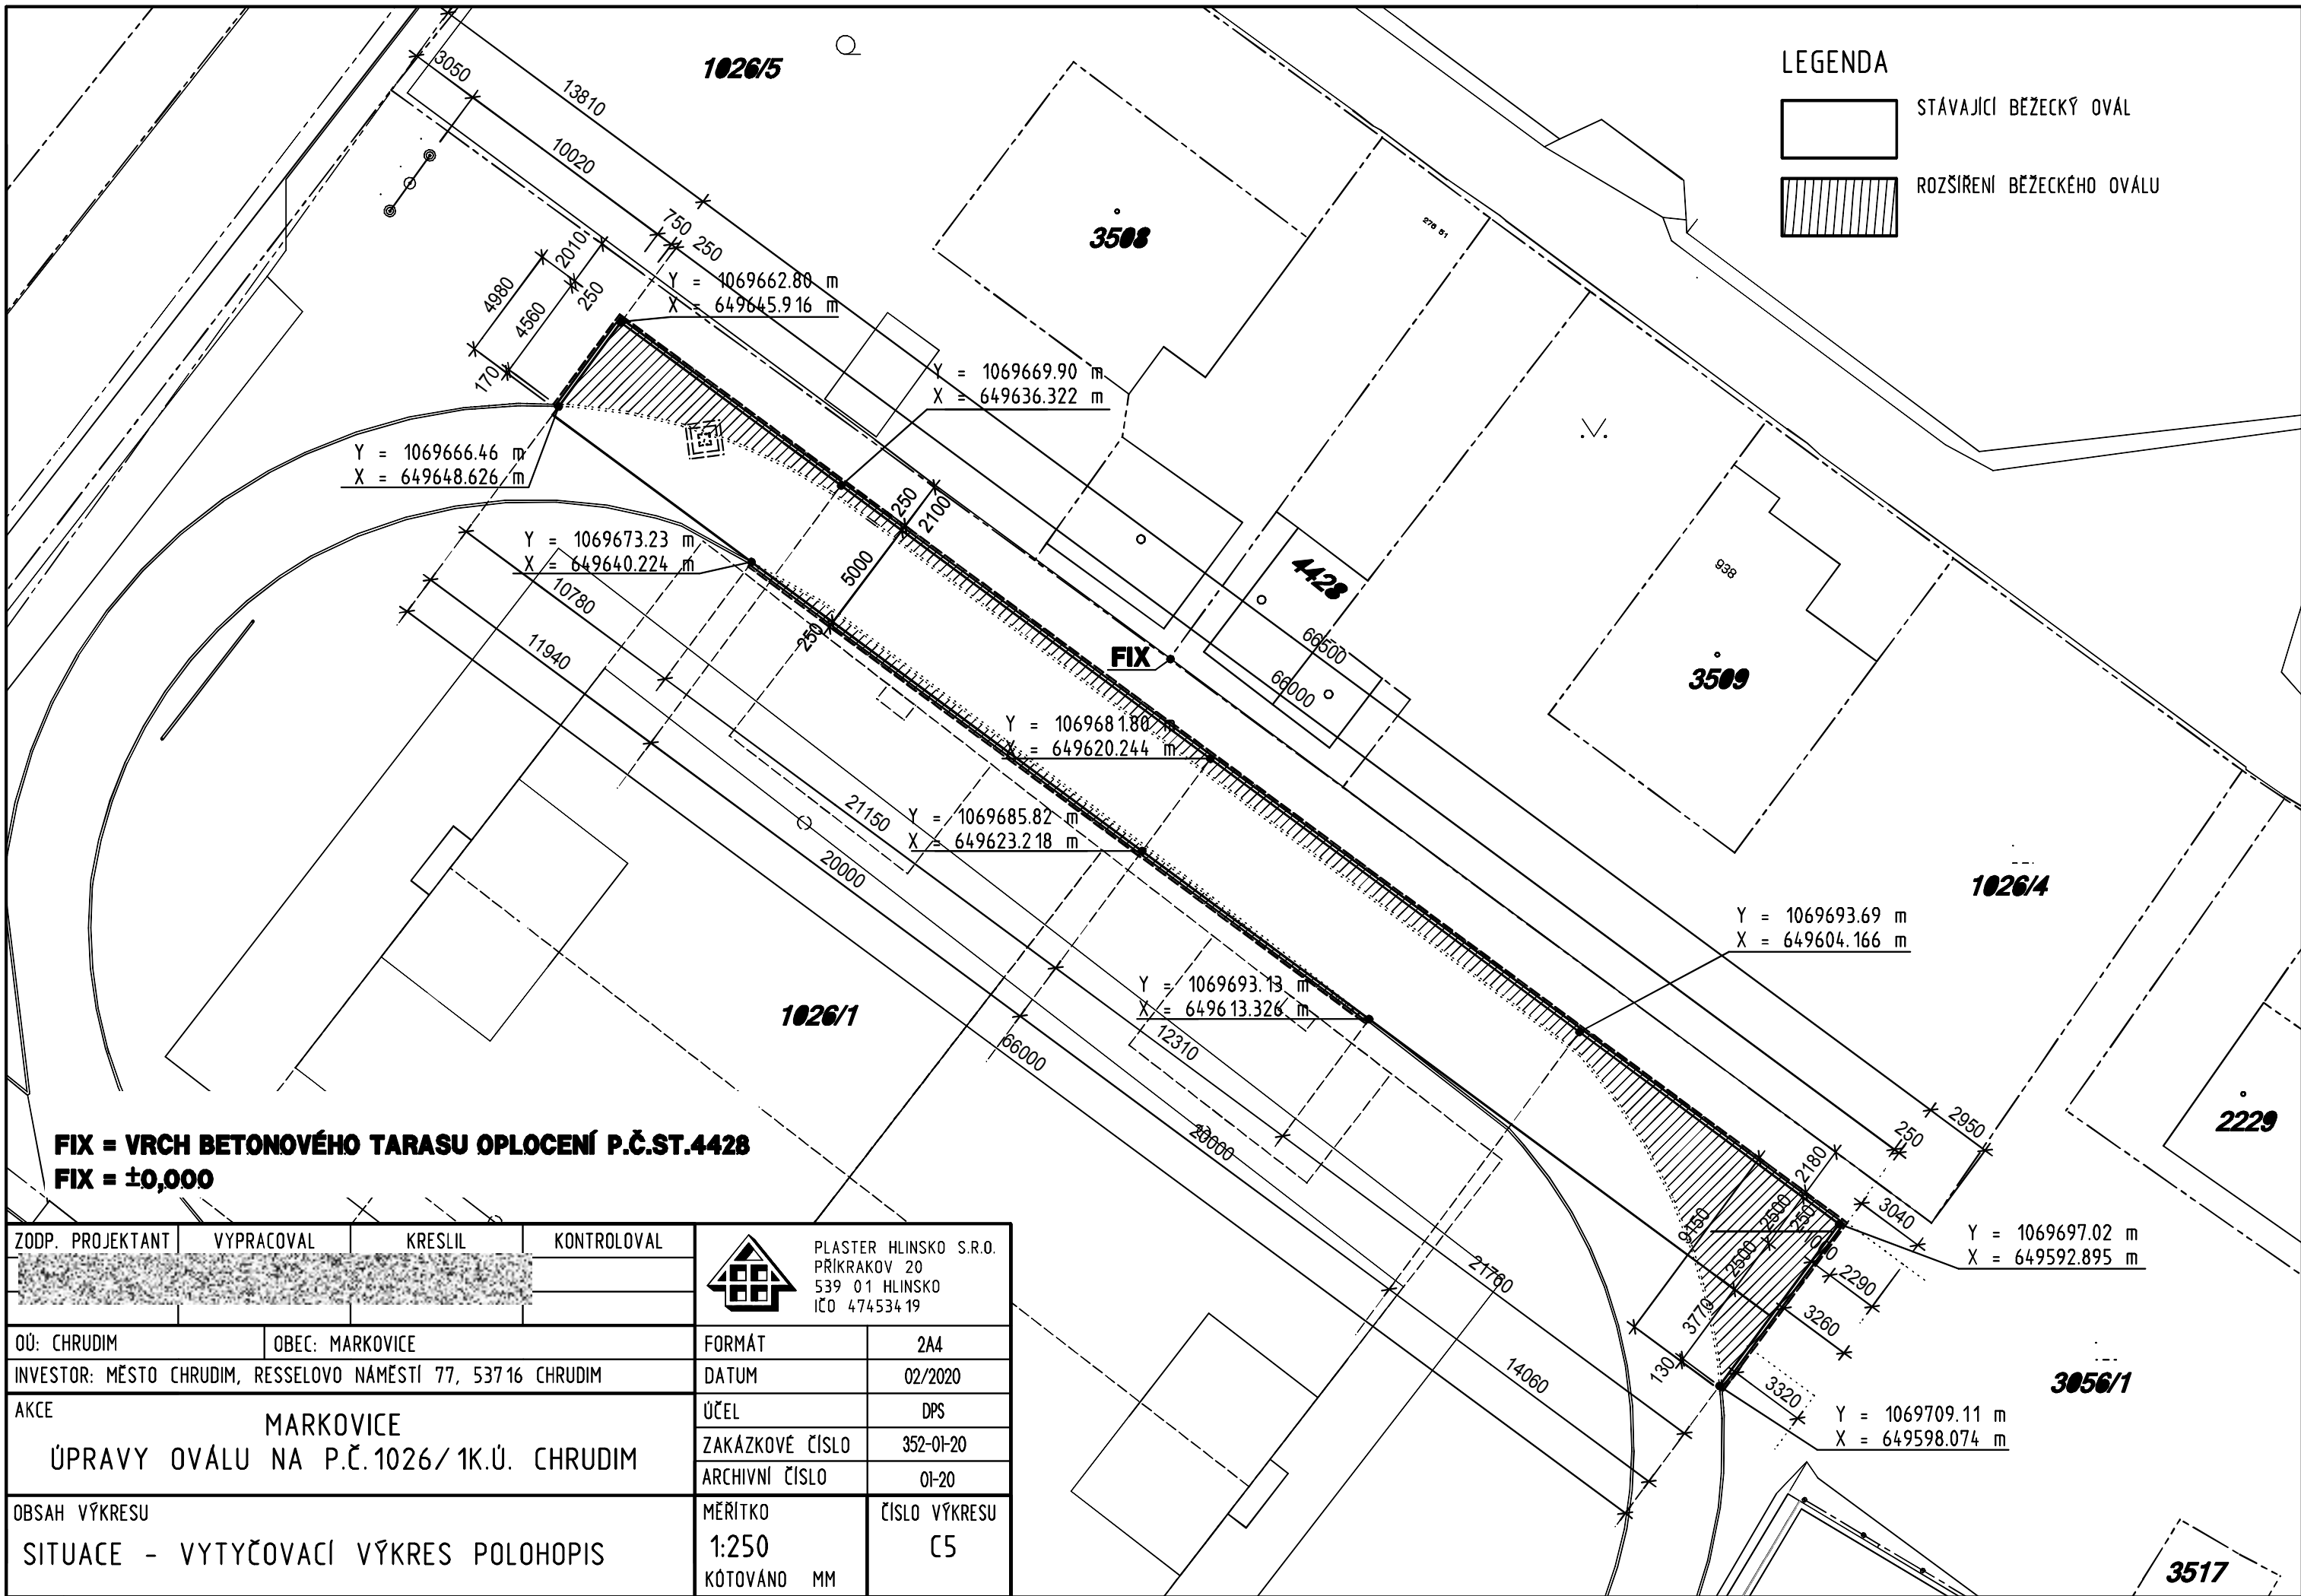 LEGENDA
STÁVAJÍCÍ BĚŽECKÝ OVÁL
ROZŠÍŘENÍ BĚŽECKÉHO OVÁLU
1026/5
3050
13810
10020
750
250
2010
4980
4560
250
170
3508
276 51
Y = 1069662.80 m
X = 649645.916 m
Y = 1069669.90 m
X = 649636.322 m
Y = 1069666.46 m
X = 649648.626 m
Y = 1069673.23 m
X = 649640.224 m
250
2100
5000
250
10780
11940
4428
938
3509
FIX
66500
66000
Y = 1069681.80 m
X = 649620.244 m
21150
20000
Y = 1069685.82 m
X = 649623.218 m
1026/4
Y = 1069693.69 m
X = 649604.166 m
Y = 1069693.13 m
X = 649613.326 m
1026/1
12310
66000
20000
2950
250
2180
3040
2229
9150
2500
250
2500
2290
3770
3260
130
3320
Y = 1069697.02 m
X = 649592.895 m
21760
14060
3056/1
Y = 1069709.11 m
X = 649598.074 m
3517
FIX = VRCH BETONOVÉHO TARASU OPLOCENÍ P.Č.ST.4428
FIX = ±0,000
ZODP. PROJEKTANT VYPRACOVAL KRESLIL KONTROLOVAL
PLASTER HLINSKO S.R.O.
PŘÍKRAKOV 20
539 01 HLINSKO
IČO 47453419
OÚ: CHRUDIM OBEC: MARKOVICE
INVESTOR: MĚSTO CHRUDIM, RESSELOVO NÁMĚSTÍ 77, 53716 CHRUDIM
AKCE
MARKOVICE
ÚPRAVY OVÁLU NA P.Č.1026/1K.Ú. CHRUDIM
OBSAH VÝKRESU
SITUACE - VYTYČOVACÍ VÝKRES POLOHOPIS
FORMÁT 2A4
DATUM 02/2020
ÚČEL DPS
ZAKÁZKOVÉ ČÍSLO 352-01-20
ARCHIVNÍ ČÍSLO 01-20
MĚŘÍTKO
1:250
KÓTOVÁNO MM
ČÍSLO VÝKRESU
C5